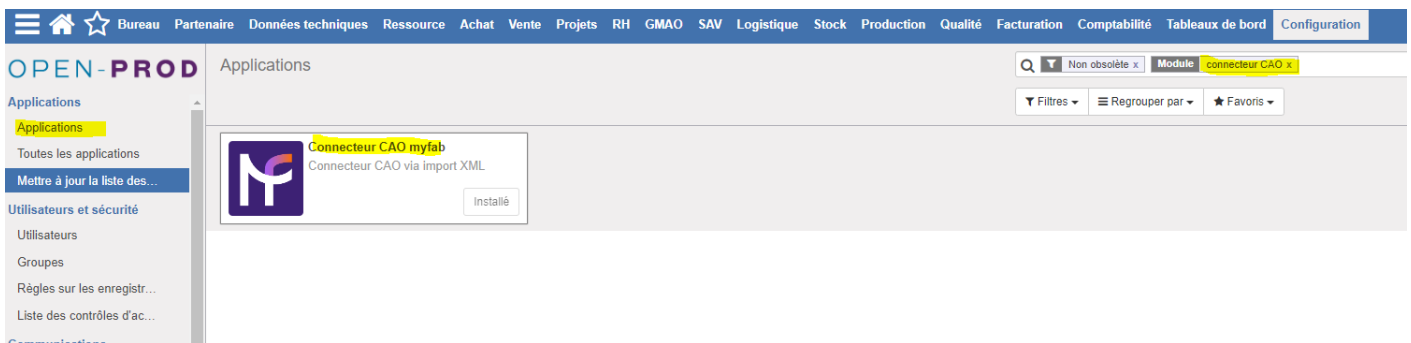 Bureau Partenaire Données techniques Ressource Achat Vente Projets RH GMAO SAV Logistique Stock Production Qualité Facturation Comptabilité Tableaux de bord Configuration
OPEN-PROD
Applications
Non obsolète x Module connecteur CAO x
Filtres Regrouper par Favoris
Applications
Applications
Toutes les applications
Mettre à jour la liste des...
Utilisateurs et sécurité
Utilisateurs
Groupes
Règles sur les enregistr...
Liste des contrôles d'ac...
Communications
Connecteur CAO myfab
Connecteur CAO via import XML
Installé